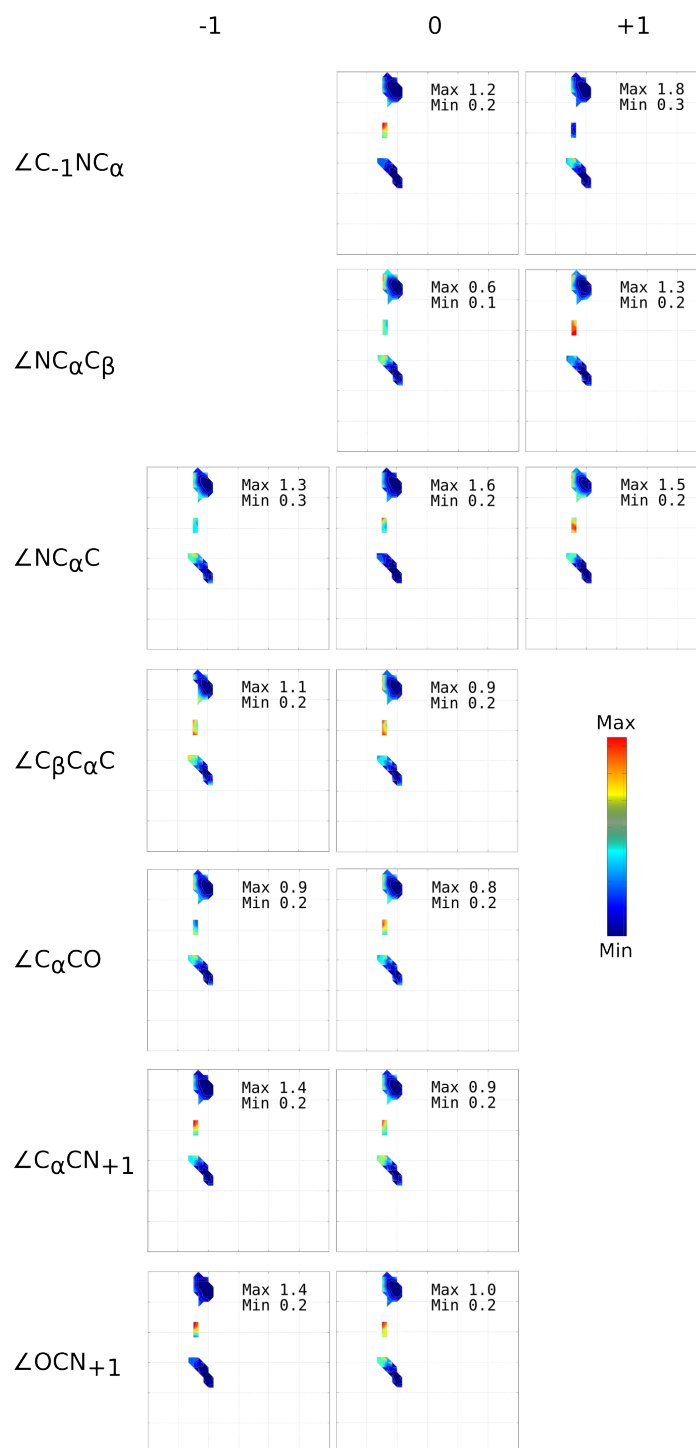 -1 0 +1
Max 1.2 Max 1.8
Min 0.2 Min 0.3
∠C-1NCα
Max 0.6 Max 1.3
Min 0.1 Min 0.2
∠NCαCβ
Max 1.3 Max 1.6 Max 1.5
Min 0.3 Min 0.2 Min 0.2
∠NCαC
Max 1.1 Max 0.9
Min 0.2 Min 0.2
Max
∠CβCαC
Max 0.9 Max 0.8
Min 0.2 Min 0.2
Min
∠CαCO
Max 1.4 Max 0.9
Min 0.2 Min 0.2
∠CαCN+1
Max 1.4 Max 1.0
Min 0.2 Min 0.2
∠OCN+1